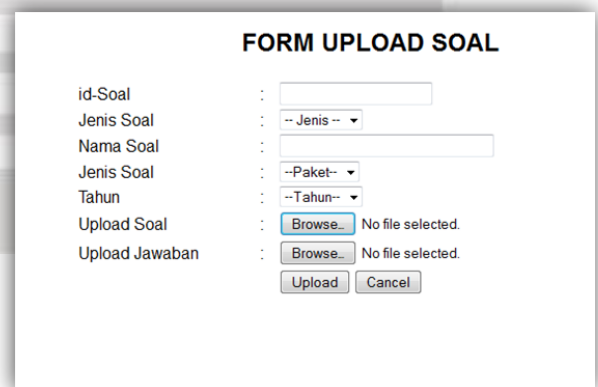 FORM UPLOAD SOAL
id-Soal :
Jenis Soal : -- Jenis --
Nama Soal :
Jenis Soal : --Paket--
Tahun : --Tahun--
Upload Soal : Browse.. No file selected.
Upload Jawaban : Browse.. No file selected.
Upload Cancel